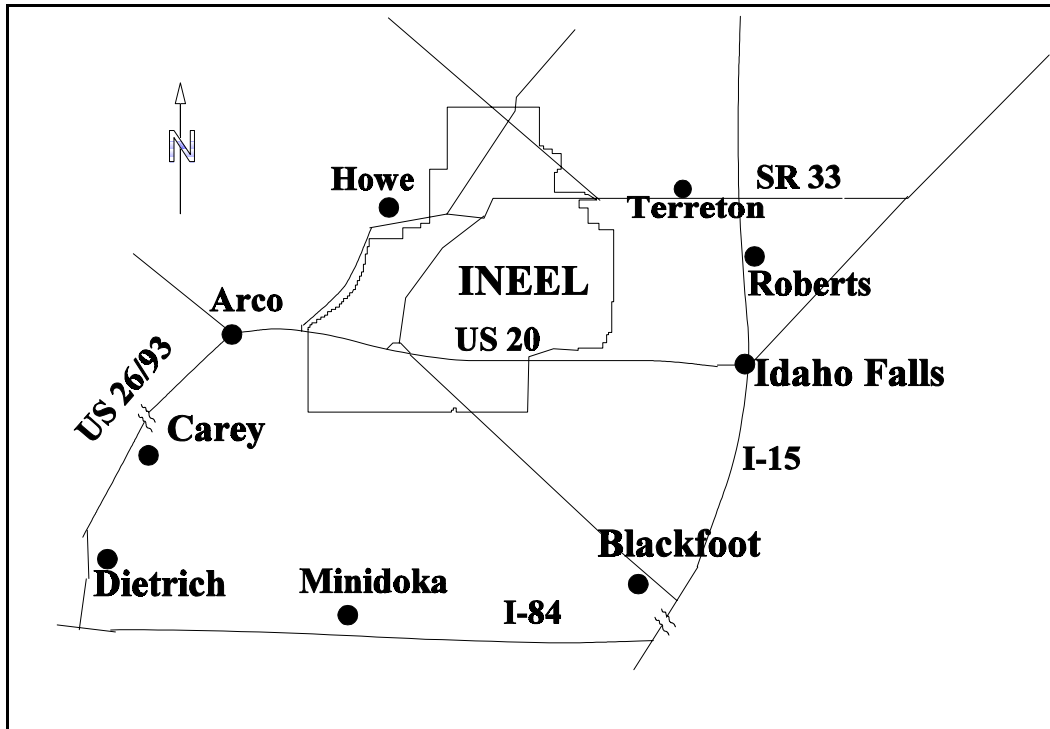 N
Howe
SR 33
Terreton
INEEL
Roberts
Arco
US 20
Idaho Falls
US 26/93
Carey
I-15
Blackfoot
Dietrich
Minidoka
I-84